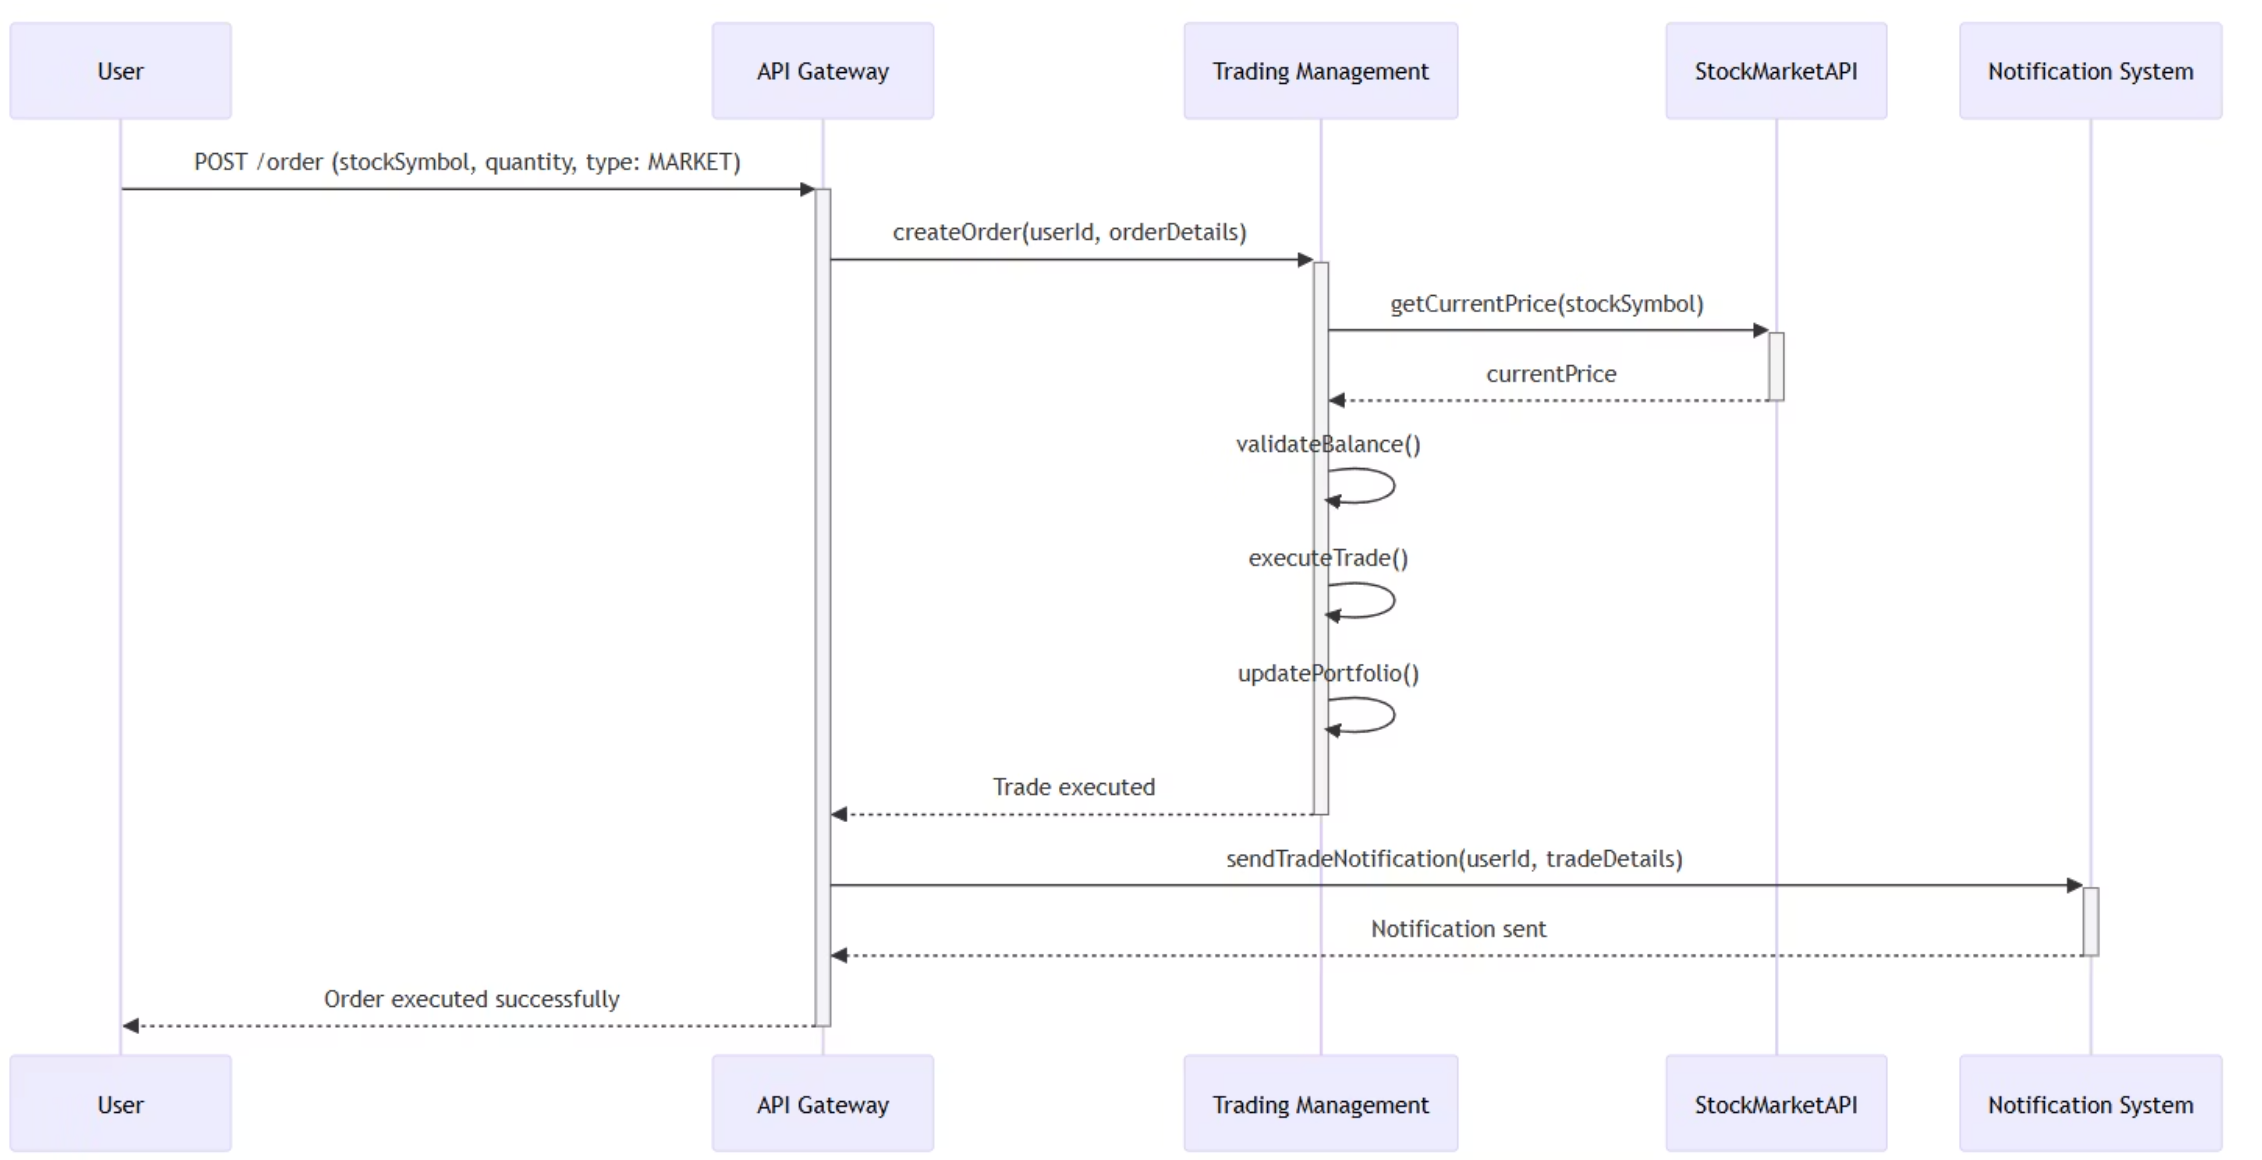 User
API Gateway
Trading Management
StockMarketAPI
Notification System
POST /order (stockSymbol, quantity, type: MARKET)
createOrder(userId, orderDetails)
getCurrentPrice(stockSymbol)
currentPrice
validateBalance()
executeTrade()
updatePortfolio()
Trade executed
sendTradeNotification(userId, tradeDetails)
Notification sent
Order executed successfully
User
API Gateway
Trading Management
StockMarketAPI
Notification System